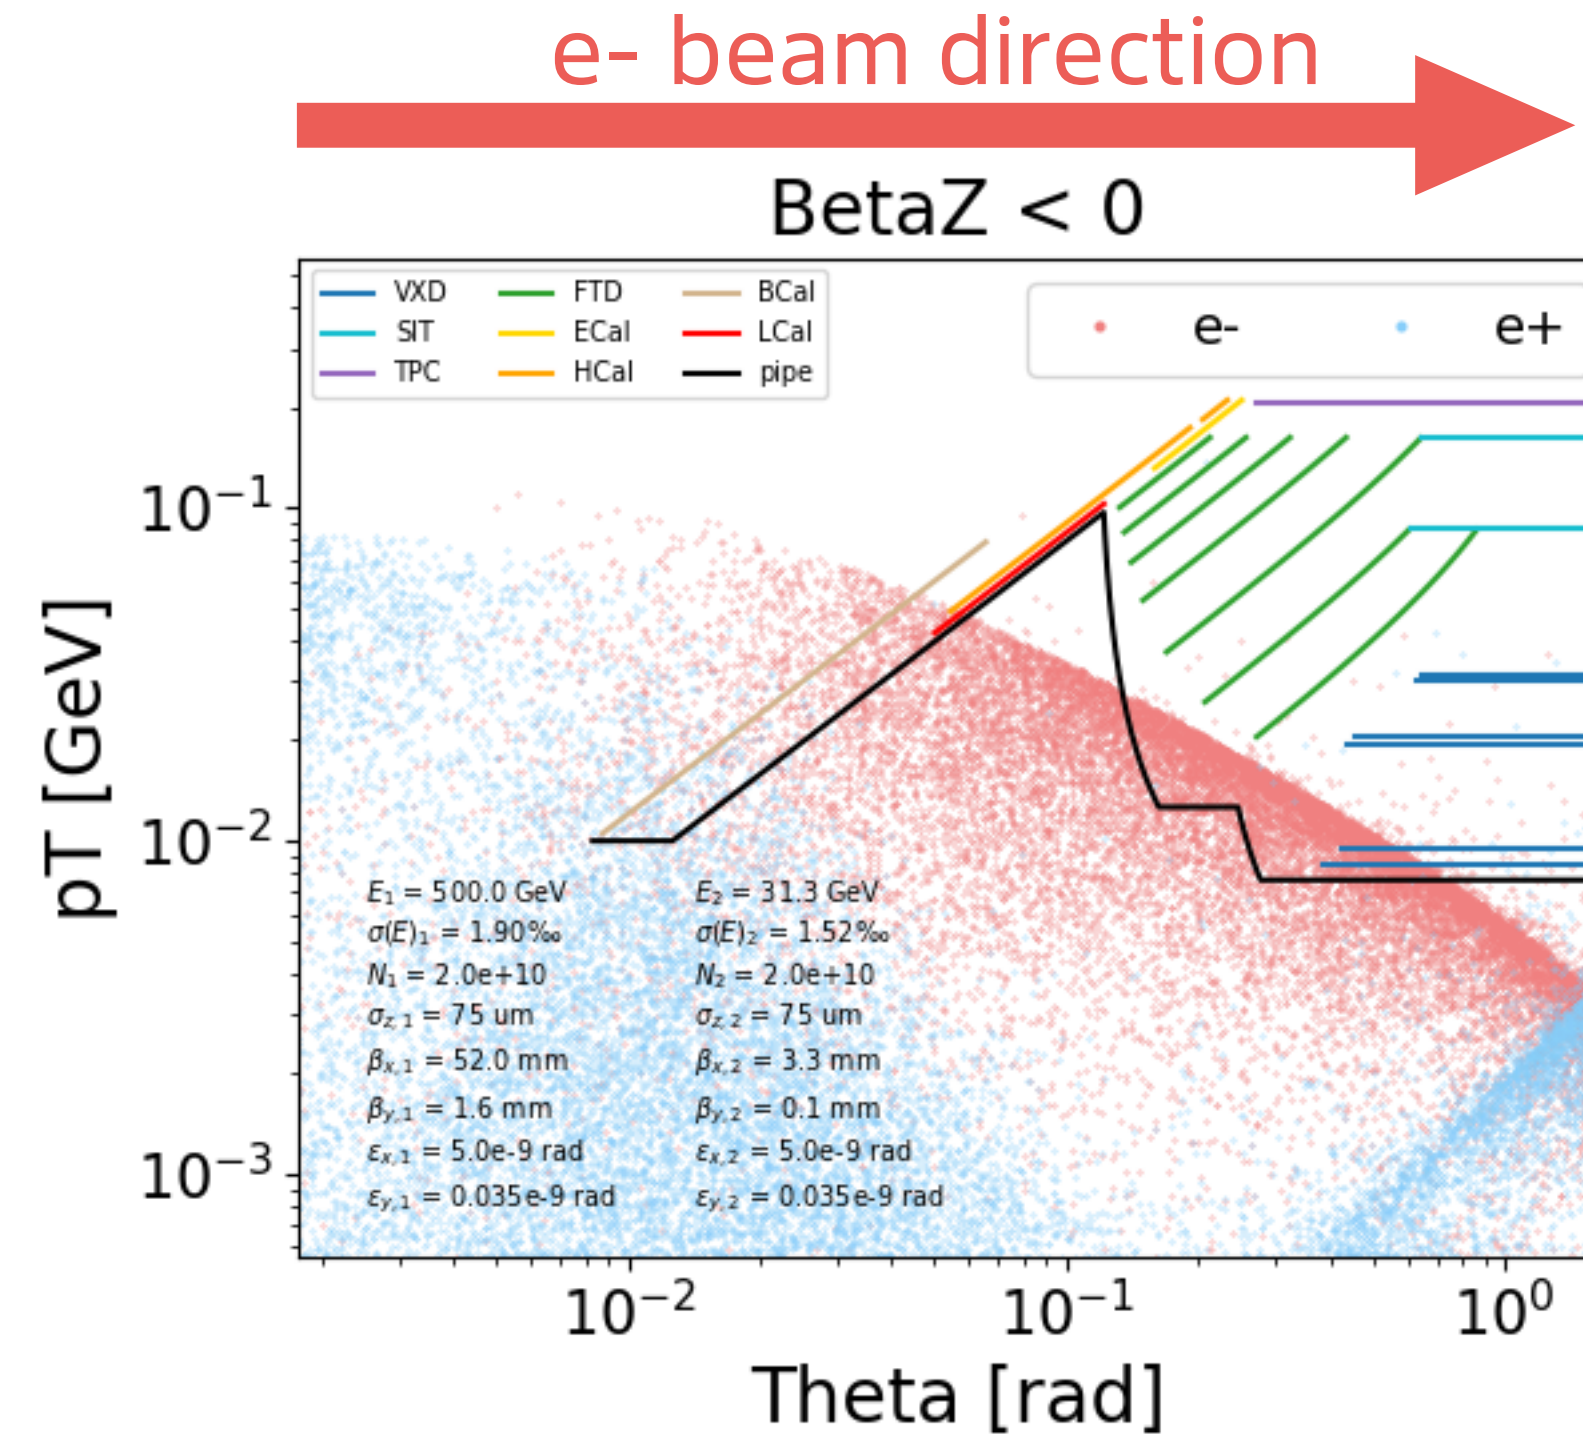 e- beam direction
BetaZ < 0
VXD FTD BCal
SIT ECal LCal
TPC HCal pipe
e- e+
10⁻¹
10⁻²
10⁻³
pT [GeV]
E₁ = 500.0 GeV E₂ = 31.3 GeV
σ(E)₁ = 1.90‰ σ(E)₂ = 1.52‰
N₁ = 2.0e+10 N₂ = 2.0e+10
σz,1 = 75 um σz,2 = 75 um
βx,1 = 52.0 mm βx,2 = 3.3 mm
βy,1 = 1.6 mm βy,2 = 0.1 mm
εx,1 = 5.0e-9 rad εx,2 = 5.0e-9 rad
εy,1 = 0.035e-9 rad εy,2 = 0.035e-9 rad
10⁻² 10⁻¹ 10⁰
Theta [rad]